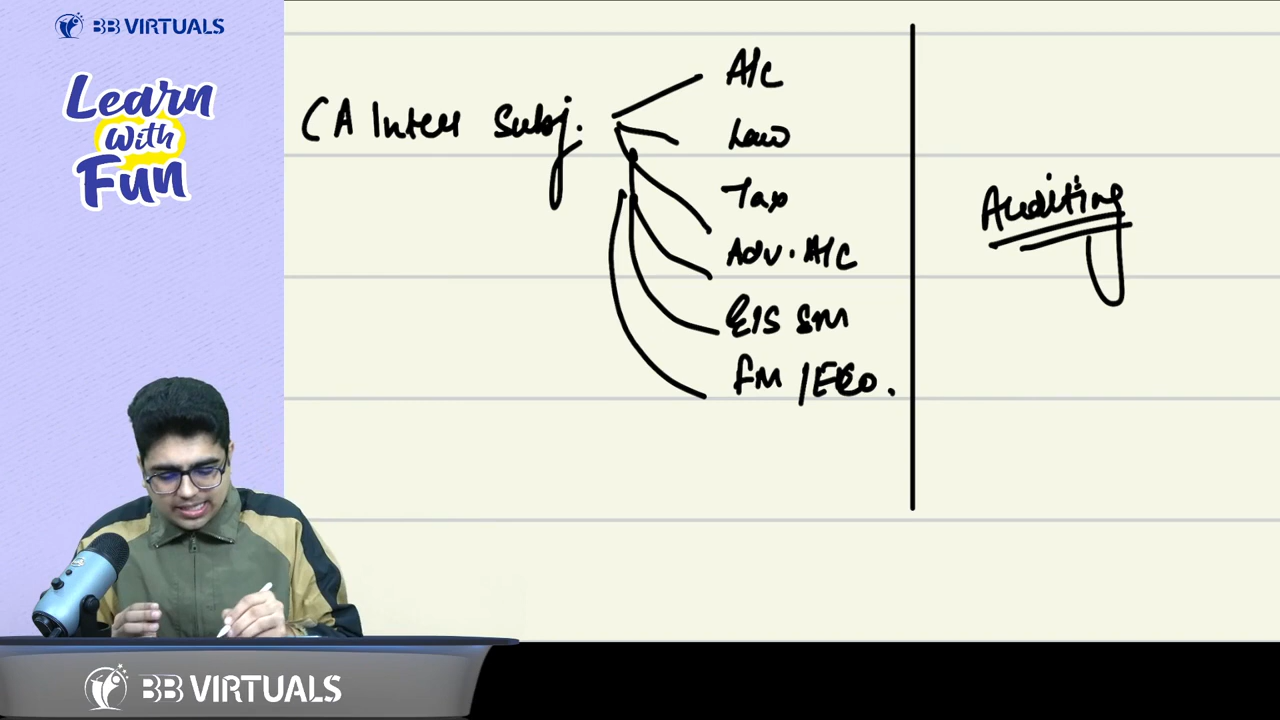 BB VIRTUALS
Learn
With
Fun
CA Inter Subj.
A/c
Law
Tax
Adv. A/c
EIS SM
FM / ECO.
Auditing
BB VIRTUALS